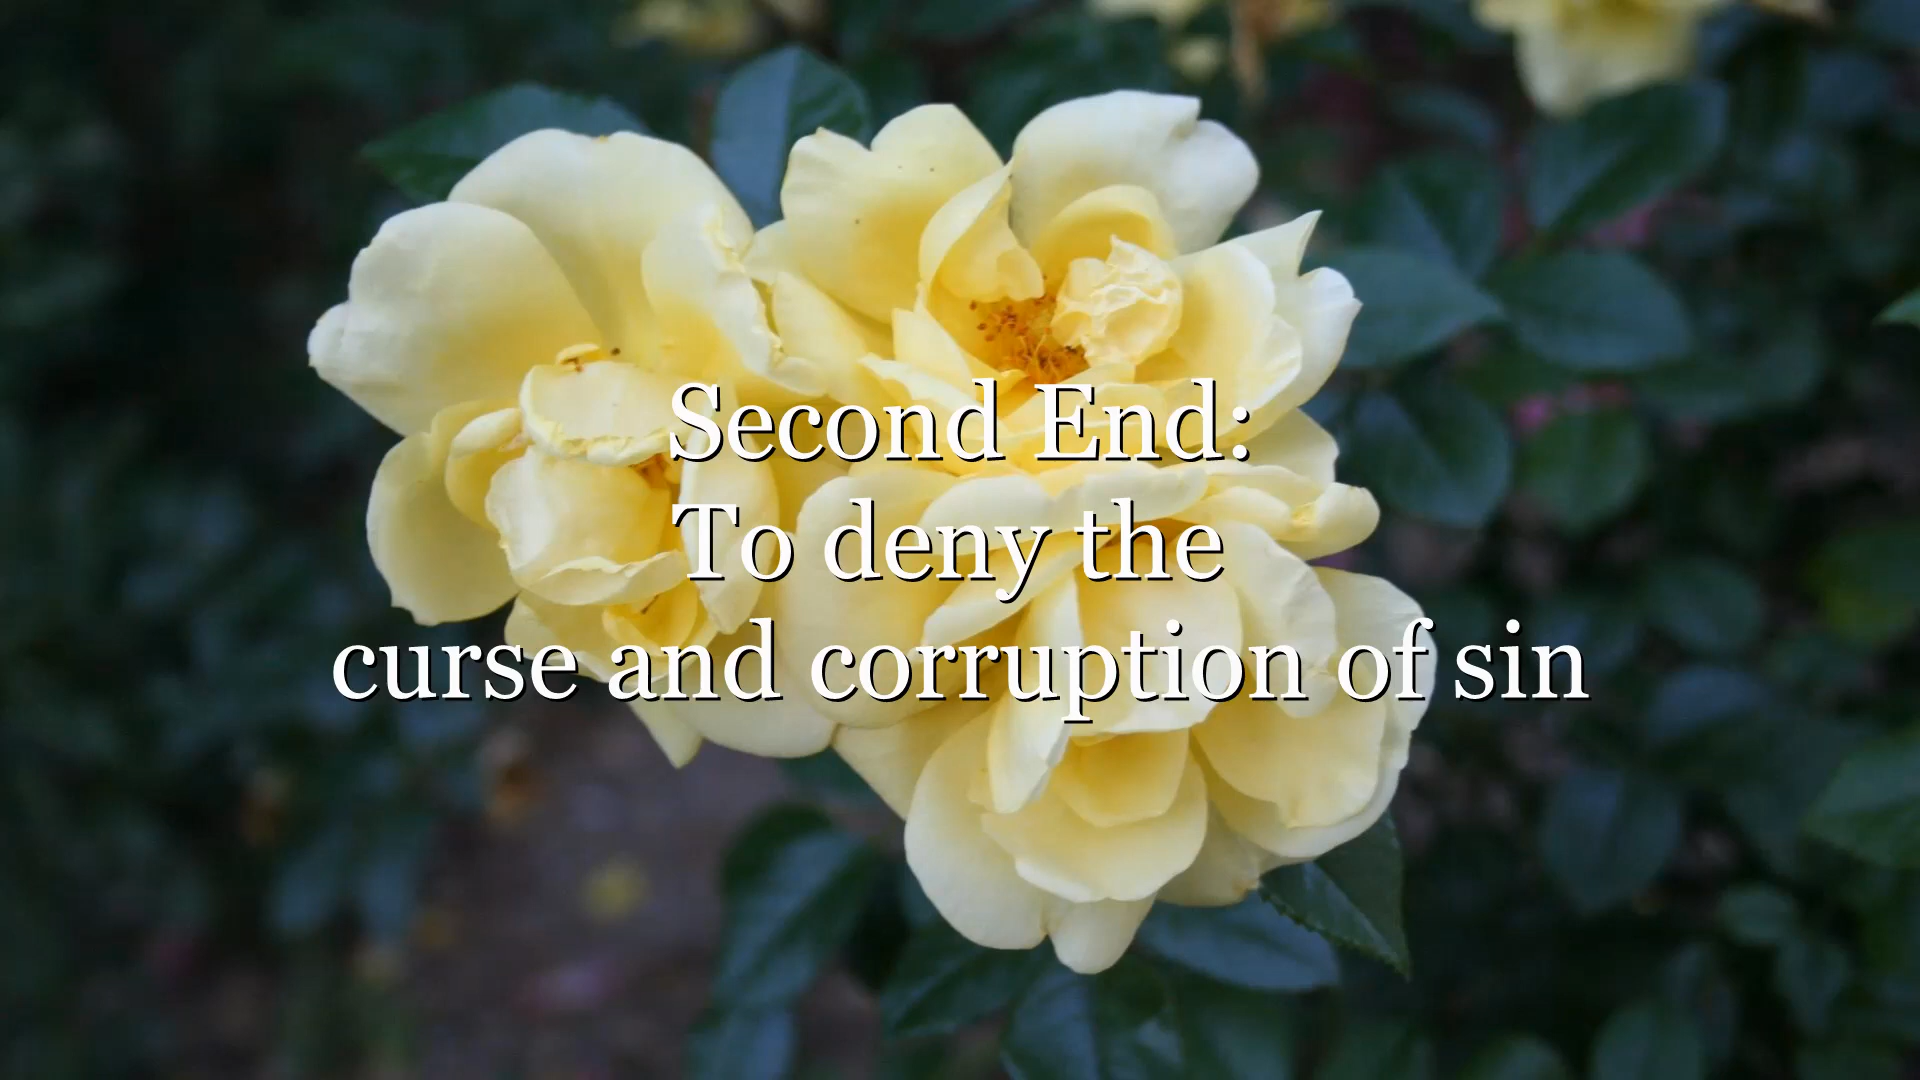 Second End:
To deny the
curse and corruption of sin